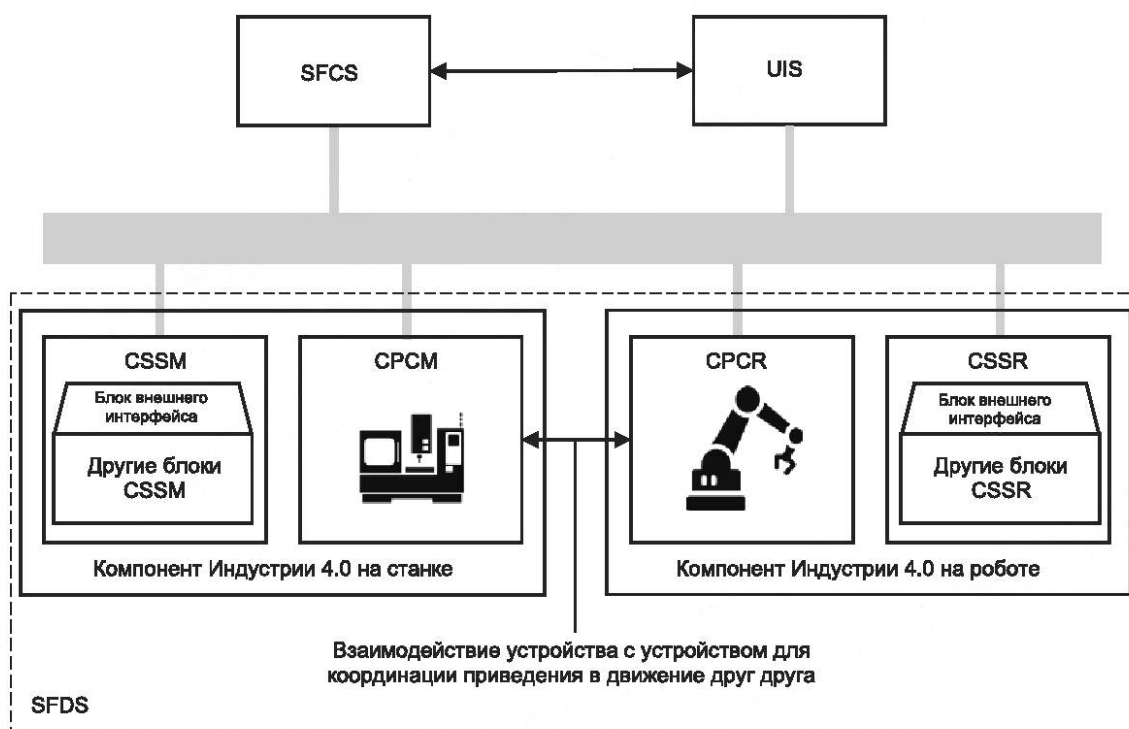 SFCS
UIS
CSSM
Блок внешнего
интерфейса
Другие блоки
CSSM
CPCM
CPCR
CSSR
Блок внешнего
интерфейса
Другие блоки
CSSR
Компонент Индустрии 4.0 на станке
Компонент Индустрии 4.0 на роботе
Взаимодействие устройства с устройством для
координации приведения в движение друг друга
SFDS